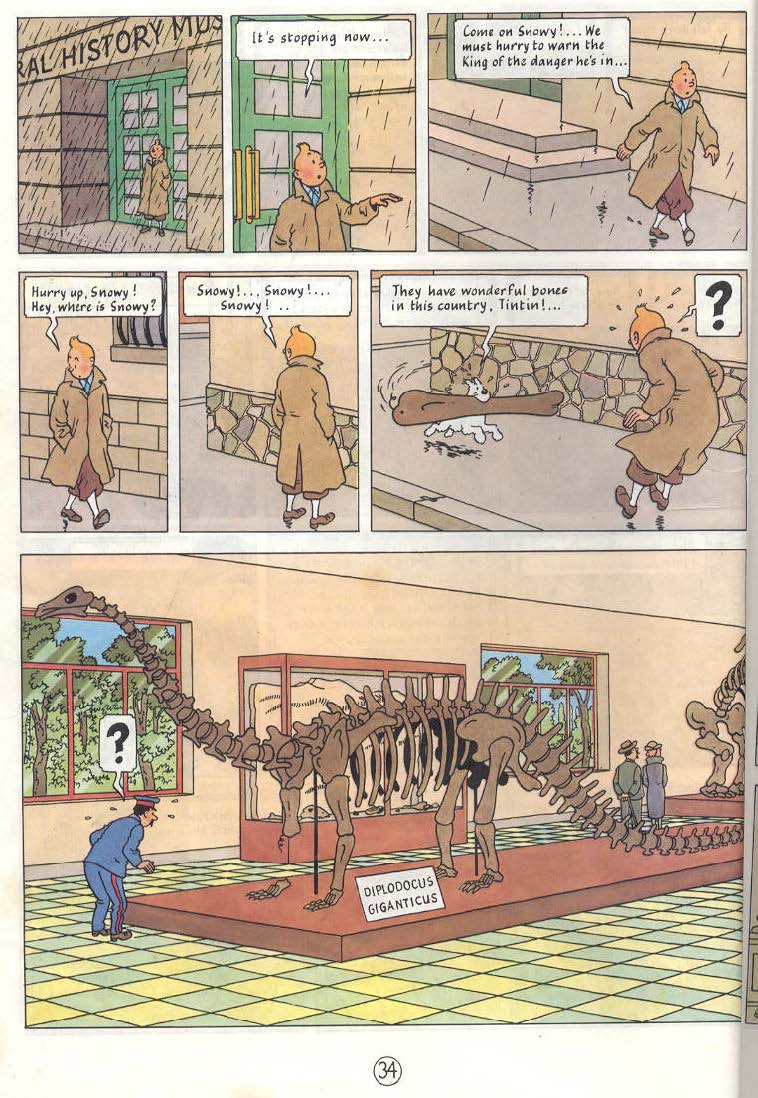 RAL HISTORY MUS
It's stopping now...
Come on Snowy!... We
must hurry to warn the
King of the danger he's in...
Hurry up, Snowy!
Hey, where is Snowy?
Snowy!... Snowy!...
Snowy! ..
They have wonderful bones
in this country, Tintin!...
?
?
DIPLODOCUS
GIGANTICUS
34